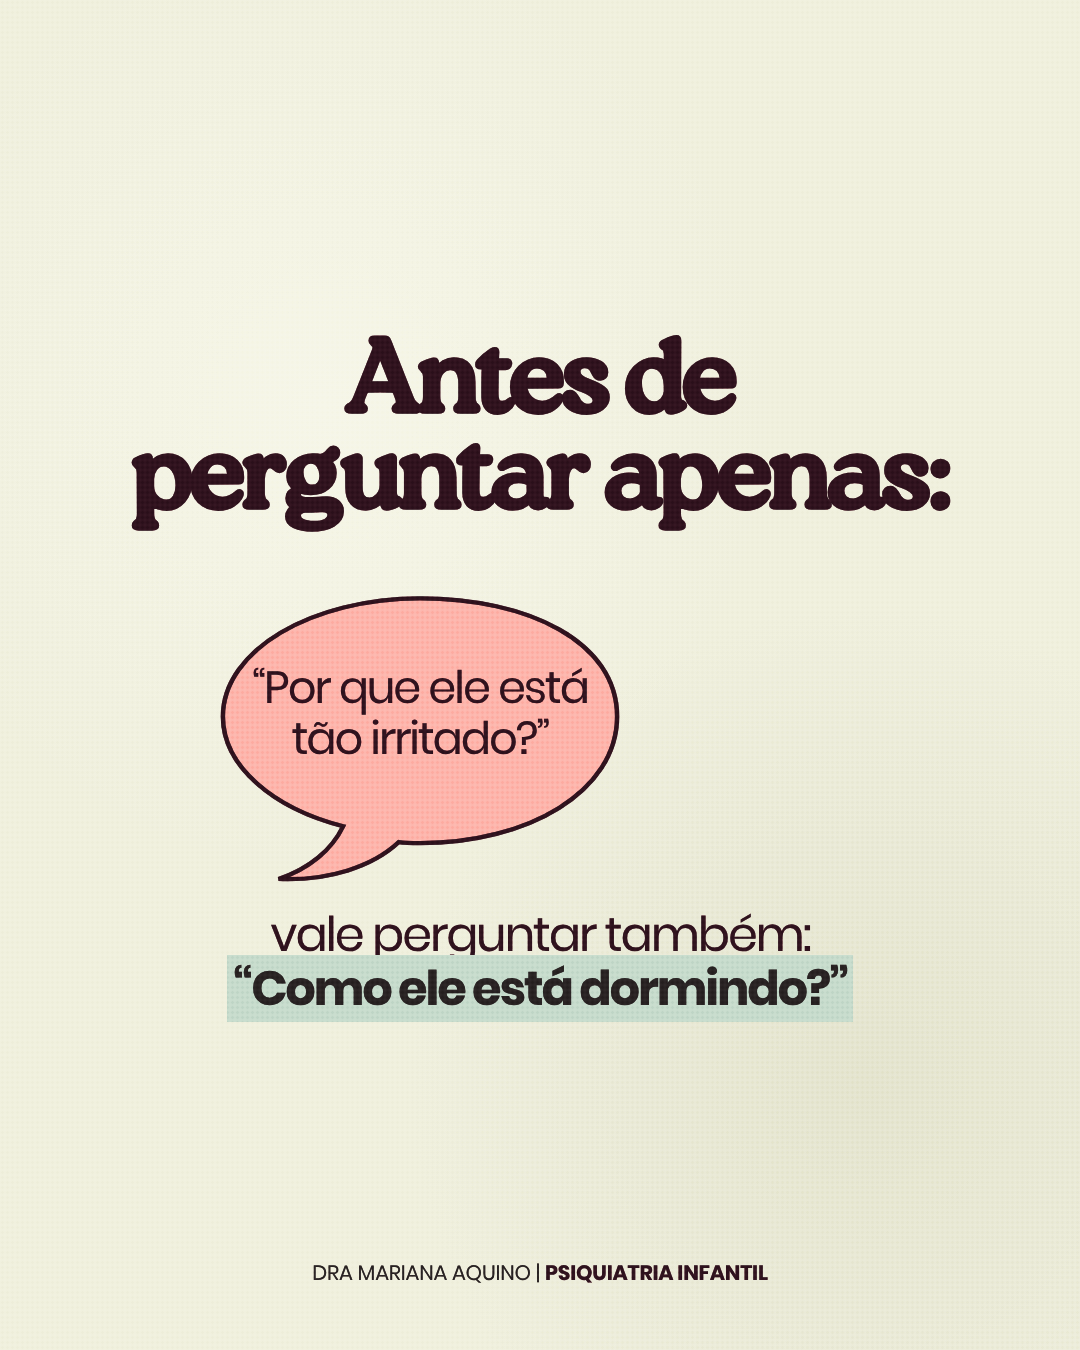 Antes de
perguntar apenas:
“Por que ele está
tão irritado?”
vale perguntar também:
“Como ele está dormindo?”
DRA MARIANA AQUINO | PSIQUIATRIA INFANTIL